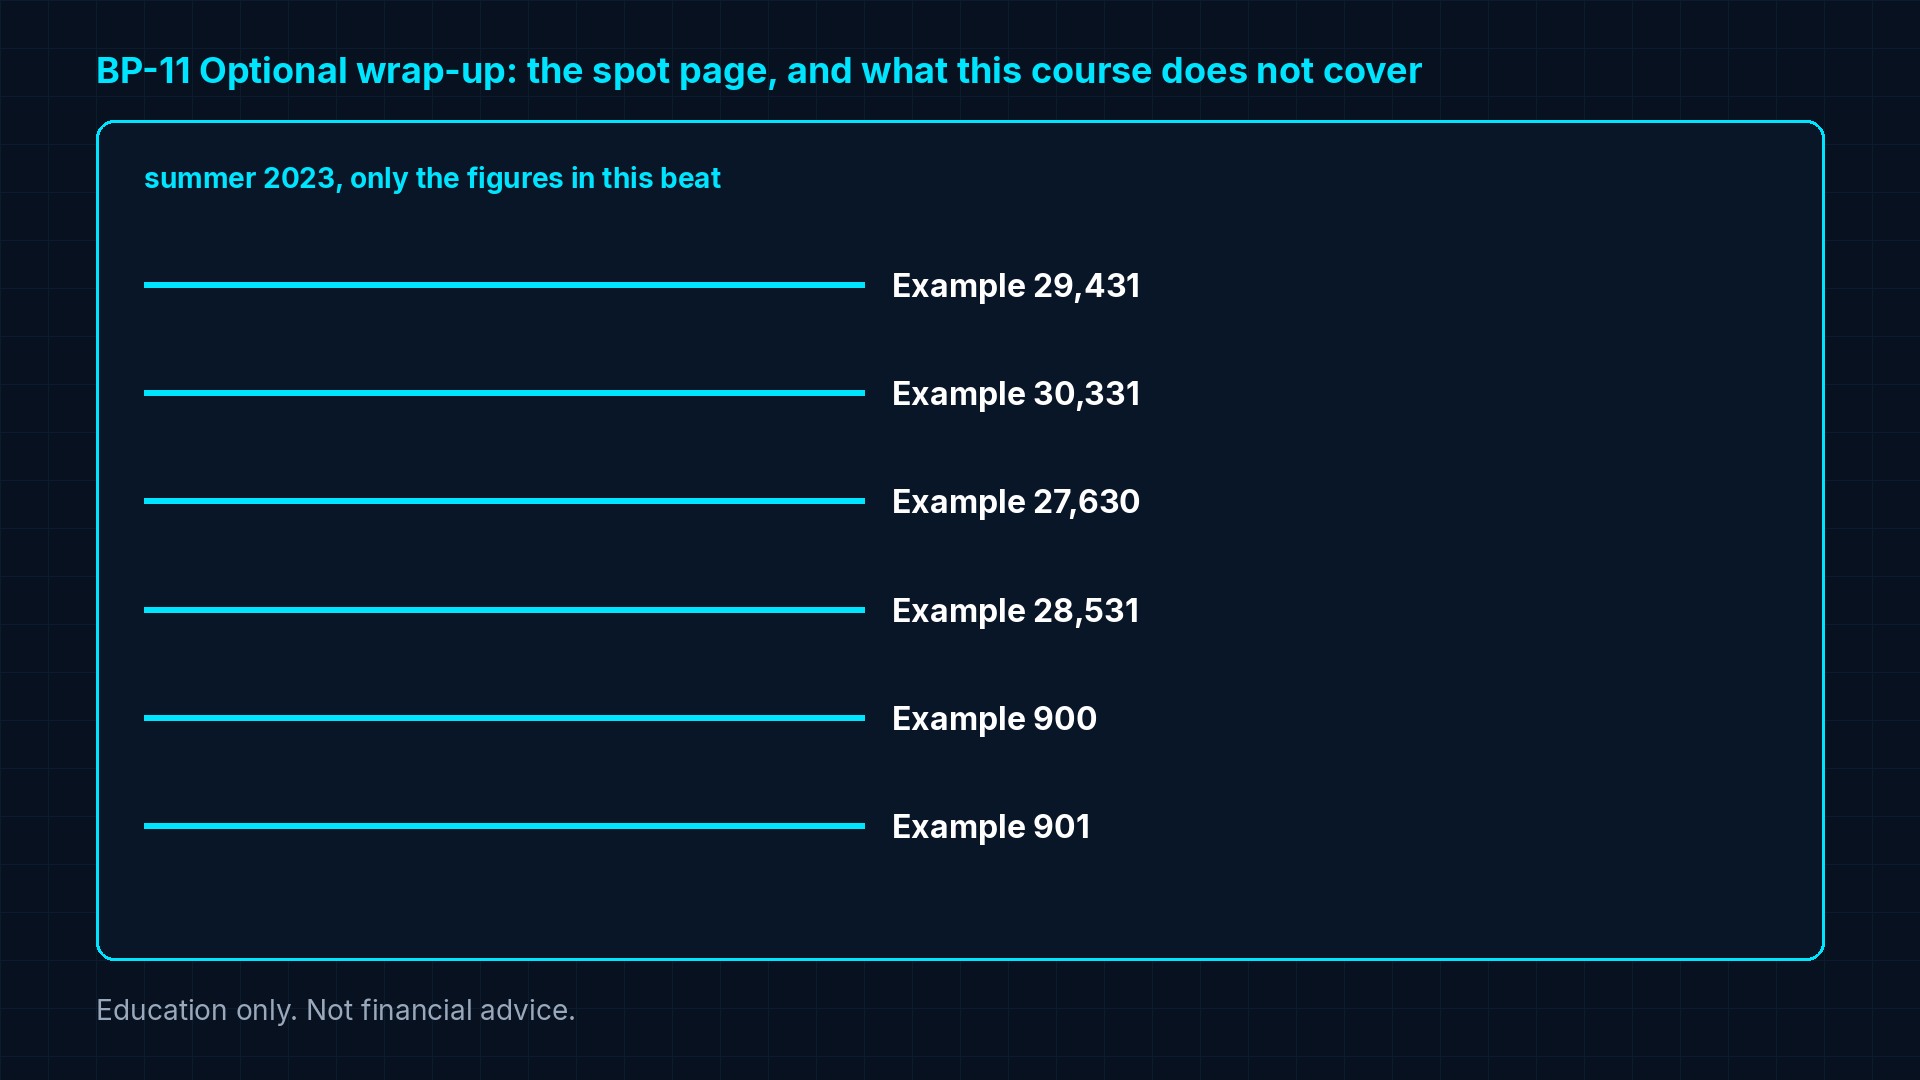 BP-11 Optional wrap-up: the spot page, and what this course does not cover
summer 2023, only the figures in this beat
Example 29,431
Example 30,331
Example 27,630
Example 28,531
Example 900
Example 901
Education only. Not financial advice.